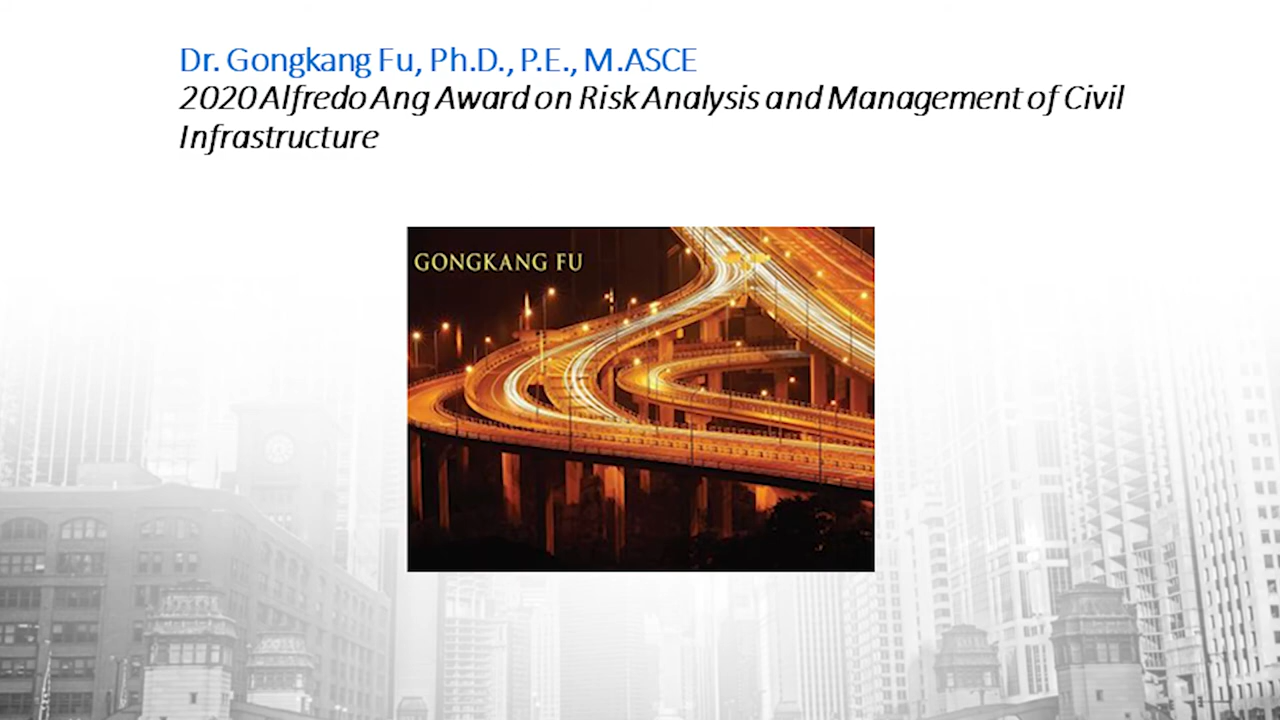 Dr. Gongkang Fu, Ph.D., P.E., M.ASCE
2020 Alfredo Ang Award on Risk Analysis and Management of Civil
Infrastructure
GONGKANG FU